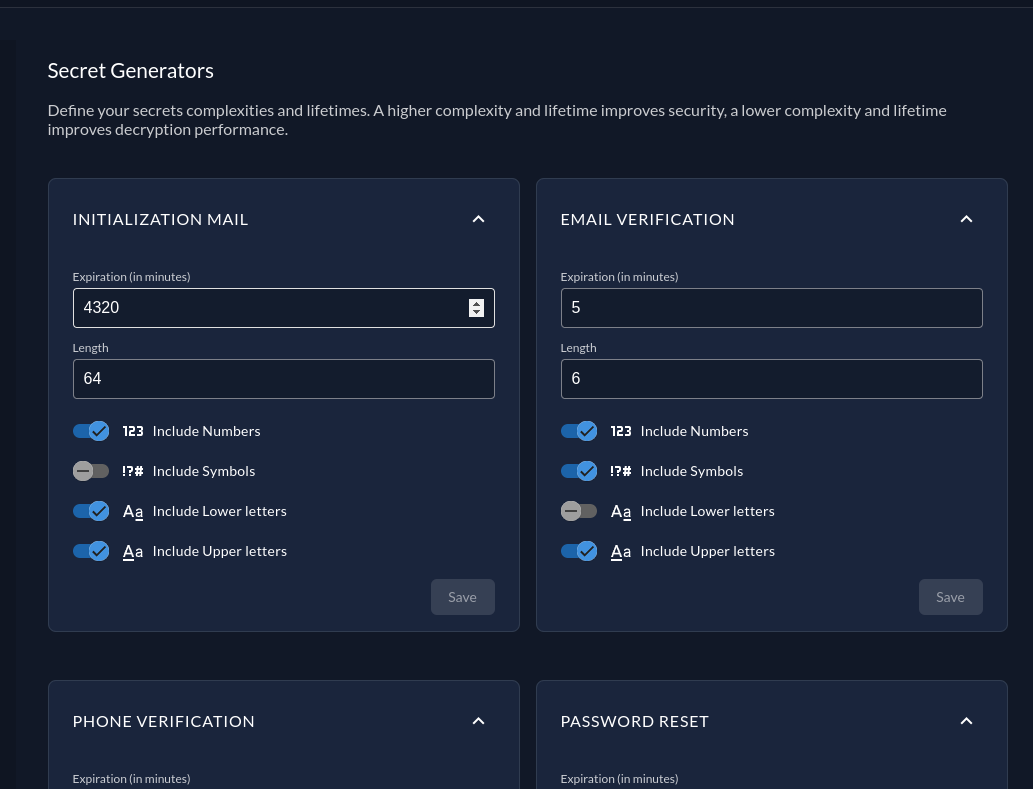 Secret Generators
Define your secrets complexities and lifetimes. A higher complexity and lifetime improves security, a lower complexity and lifetime
improves decryption performance.
INITIALIZATION MAIL
Expiration (in minutes)
4320
Length
64
123 Include Numbers
!?# Include Symbols
Aa Include Lower letters
Aa Include Upper letters
Save
EMAIL VERIFICATION
Expiration (in minutes)
5
Length
6
123 Include Numbers
!?# Include Symbols
Aa Include Lower letters
Aa Include Upper letters
Save
PHONE VERIFICATION
Expiration (in minutes)
PASSWORD RESET
Expiration (in minutes)